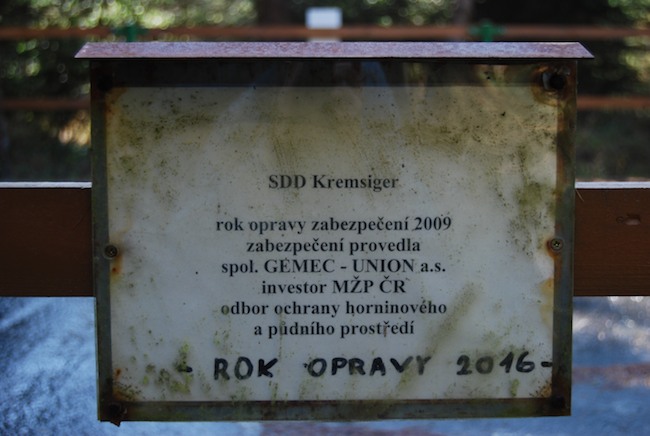 SDD Kremsiger
rok opravy zabezpečení 2009
zabezpečení provedla
spol. GEMEC - UNION a.s.
investor MŽP ČR
odbor ochrany horninového
a půdního prostředí
- ROK OPRAVY 2016 -